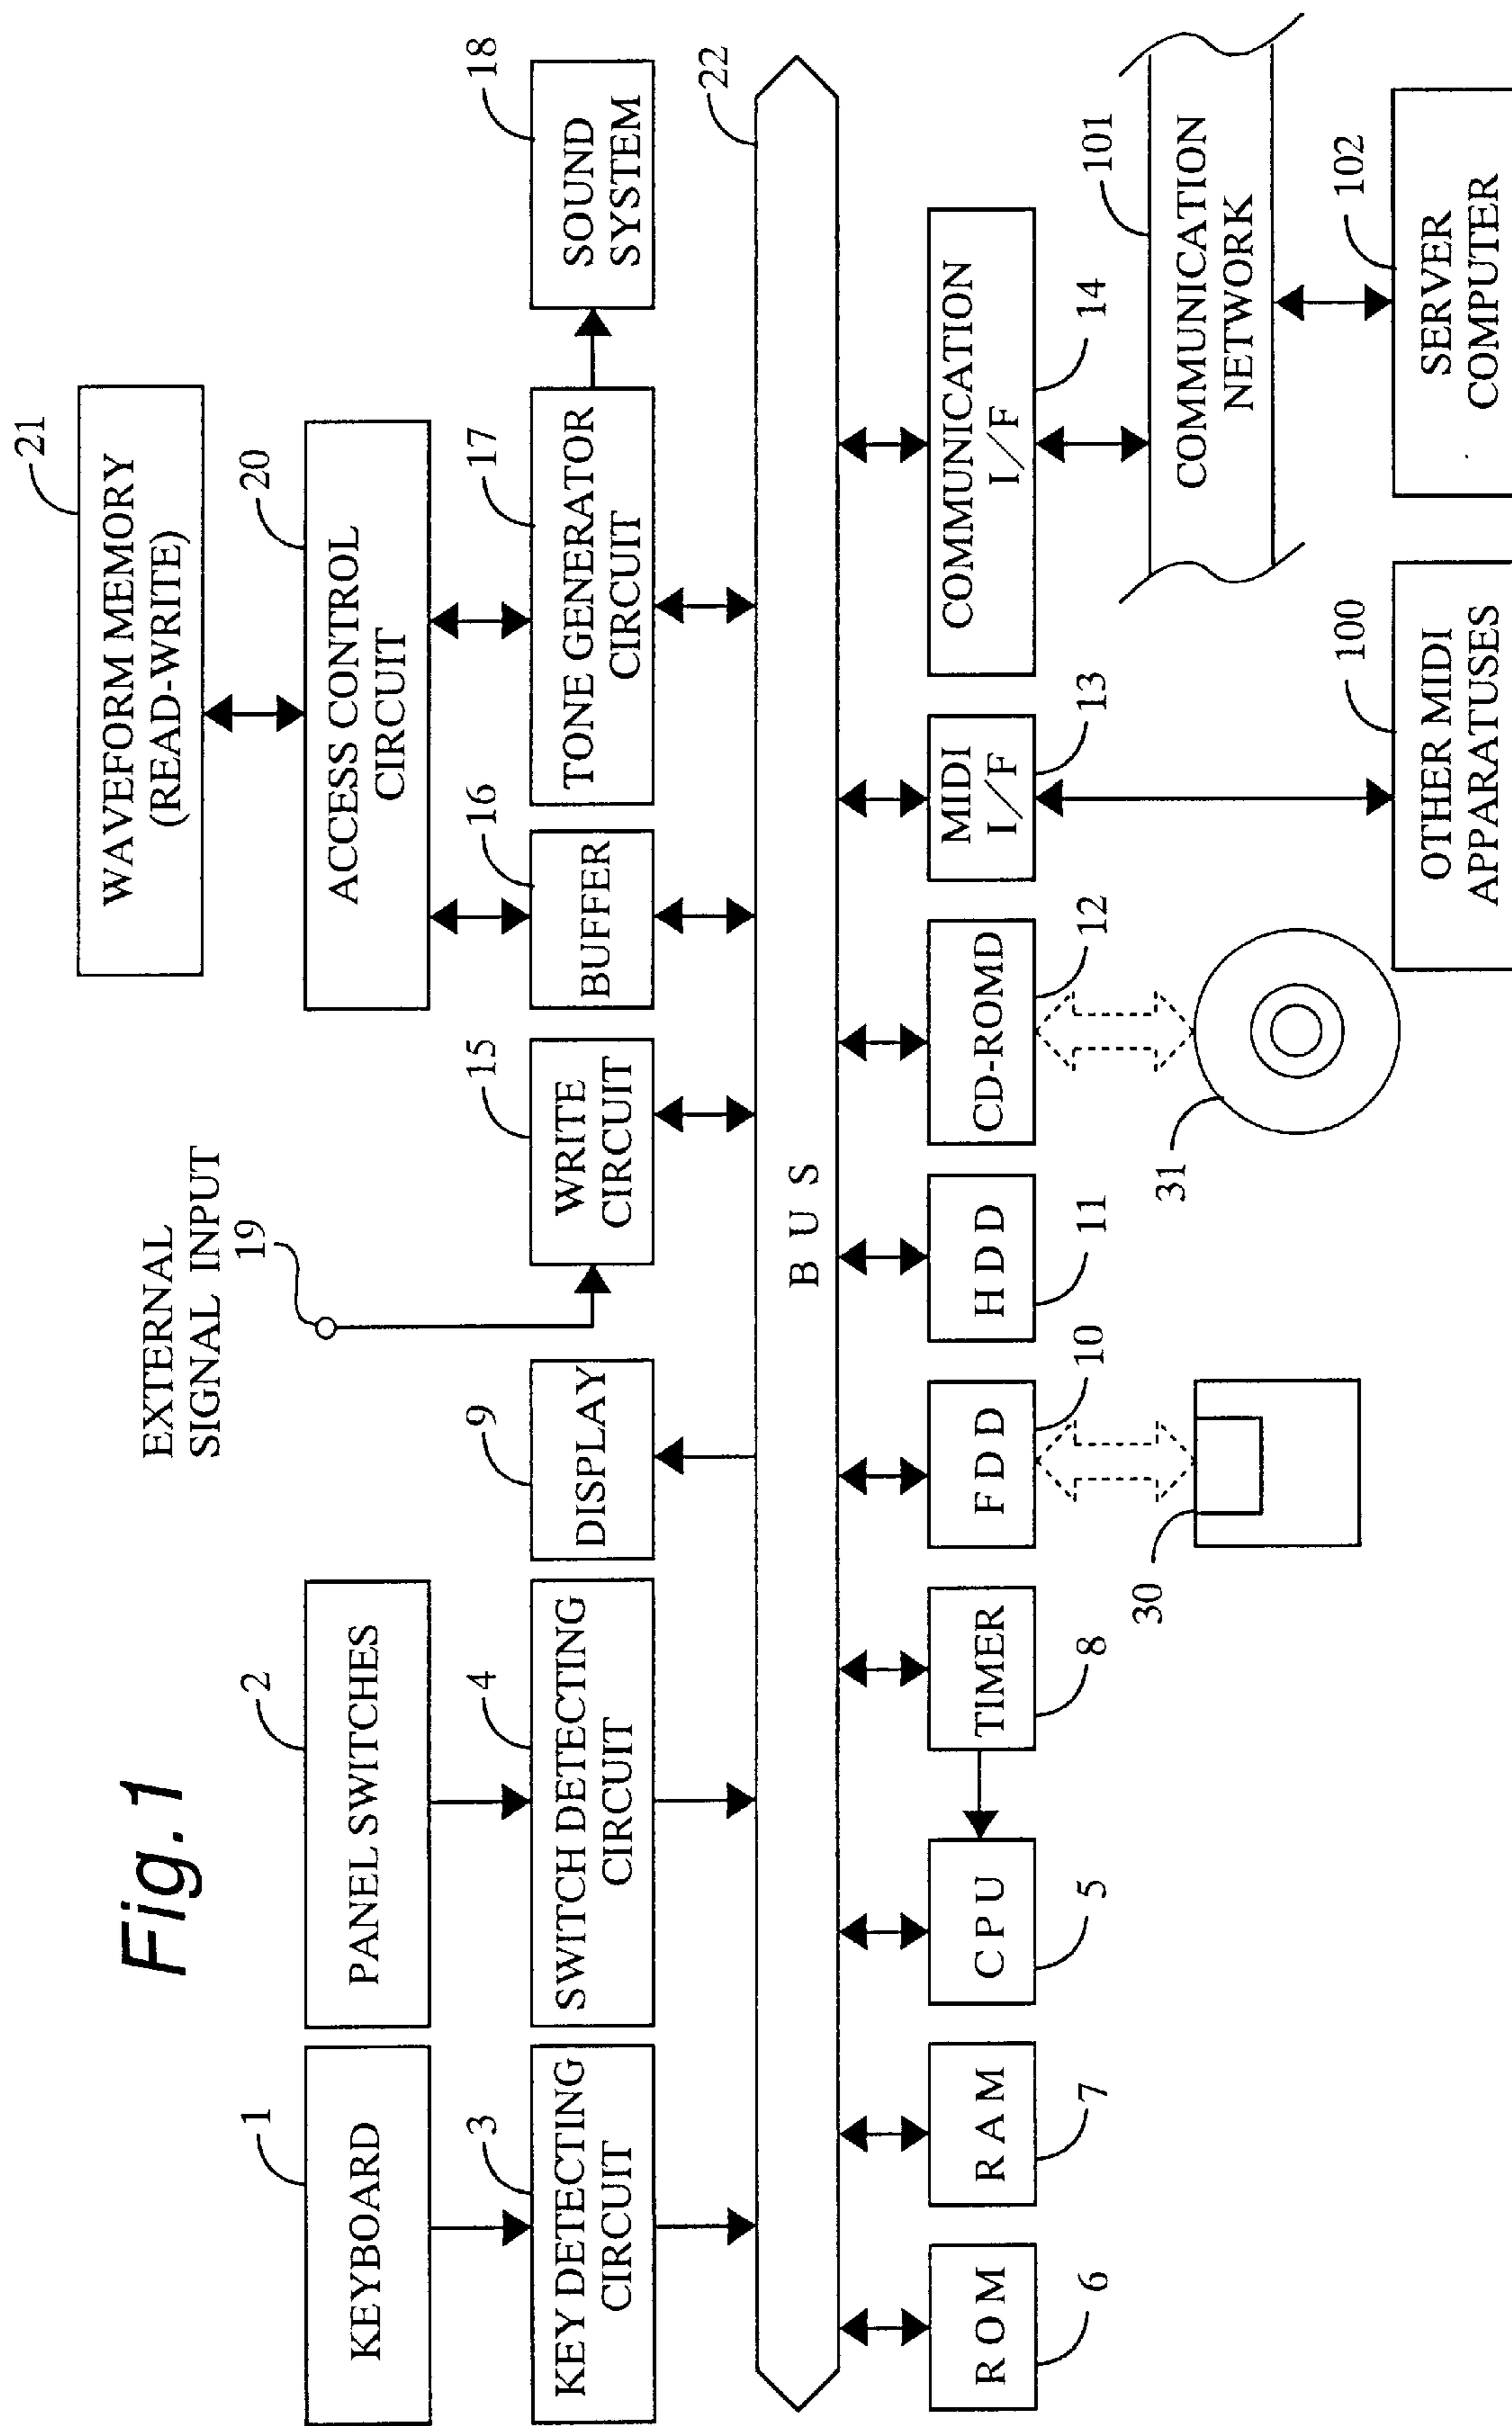 Fig.1
1
KEYBOARD
2
PANEL SWITCHES
EXTERNAL
SIGNAL INPUT
19
21
WAVEFORM MEMORY
(READ-WRITE)
20
ACCESS CONTROL
CIRCUIT
3
KEY DETECTING
CIRCUIT
4
SWITCH DETECTING
CIRCUIT
9
DISPLAY
15
WRITE
CIRCUIT
16
BUFFER
17
TONE GENERATOR
CIRCUIT
18
SOUND
SYSTEM
22
BUS
ROM
6
RAM
7
CPU
5
TIMER
8
FDD
10
HDD
11
CD-ROMD
12
MIDI
I/F
13
COMMUNICATION
I/F
14
30
31
101
COMMUNICATION
NETWORK
100
OTHER MIDI
APPARATUSES
102
SERVER
COMPUTER